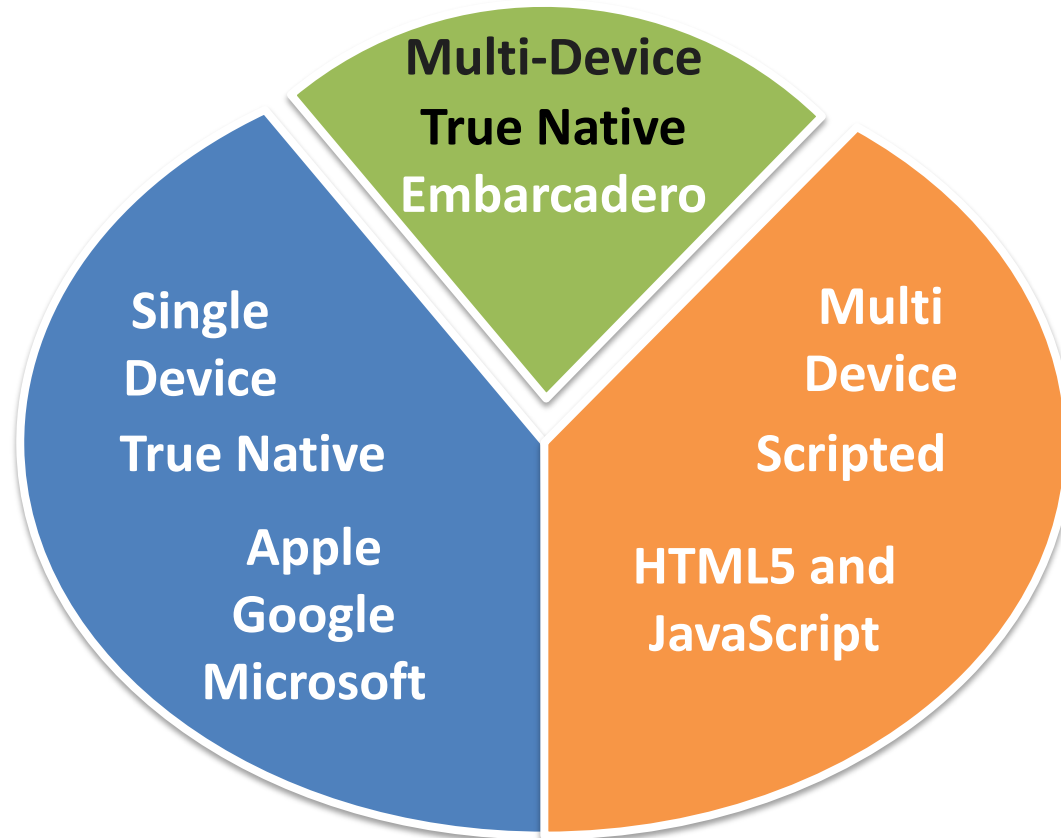 Multi-Device
True Native
Embarcadero
Single
Device
True Native
Apple
Google
Microsoft
Multi
Device
Scripted
HTML5 and
JavaScript